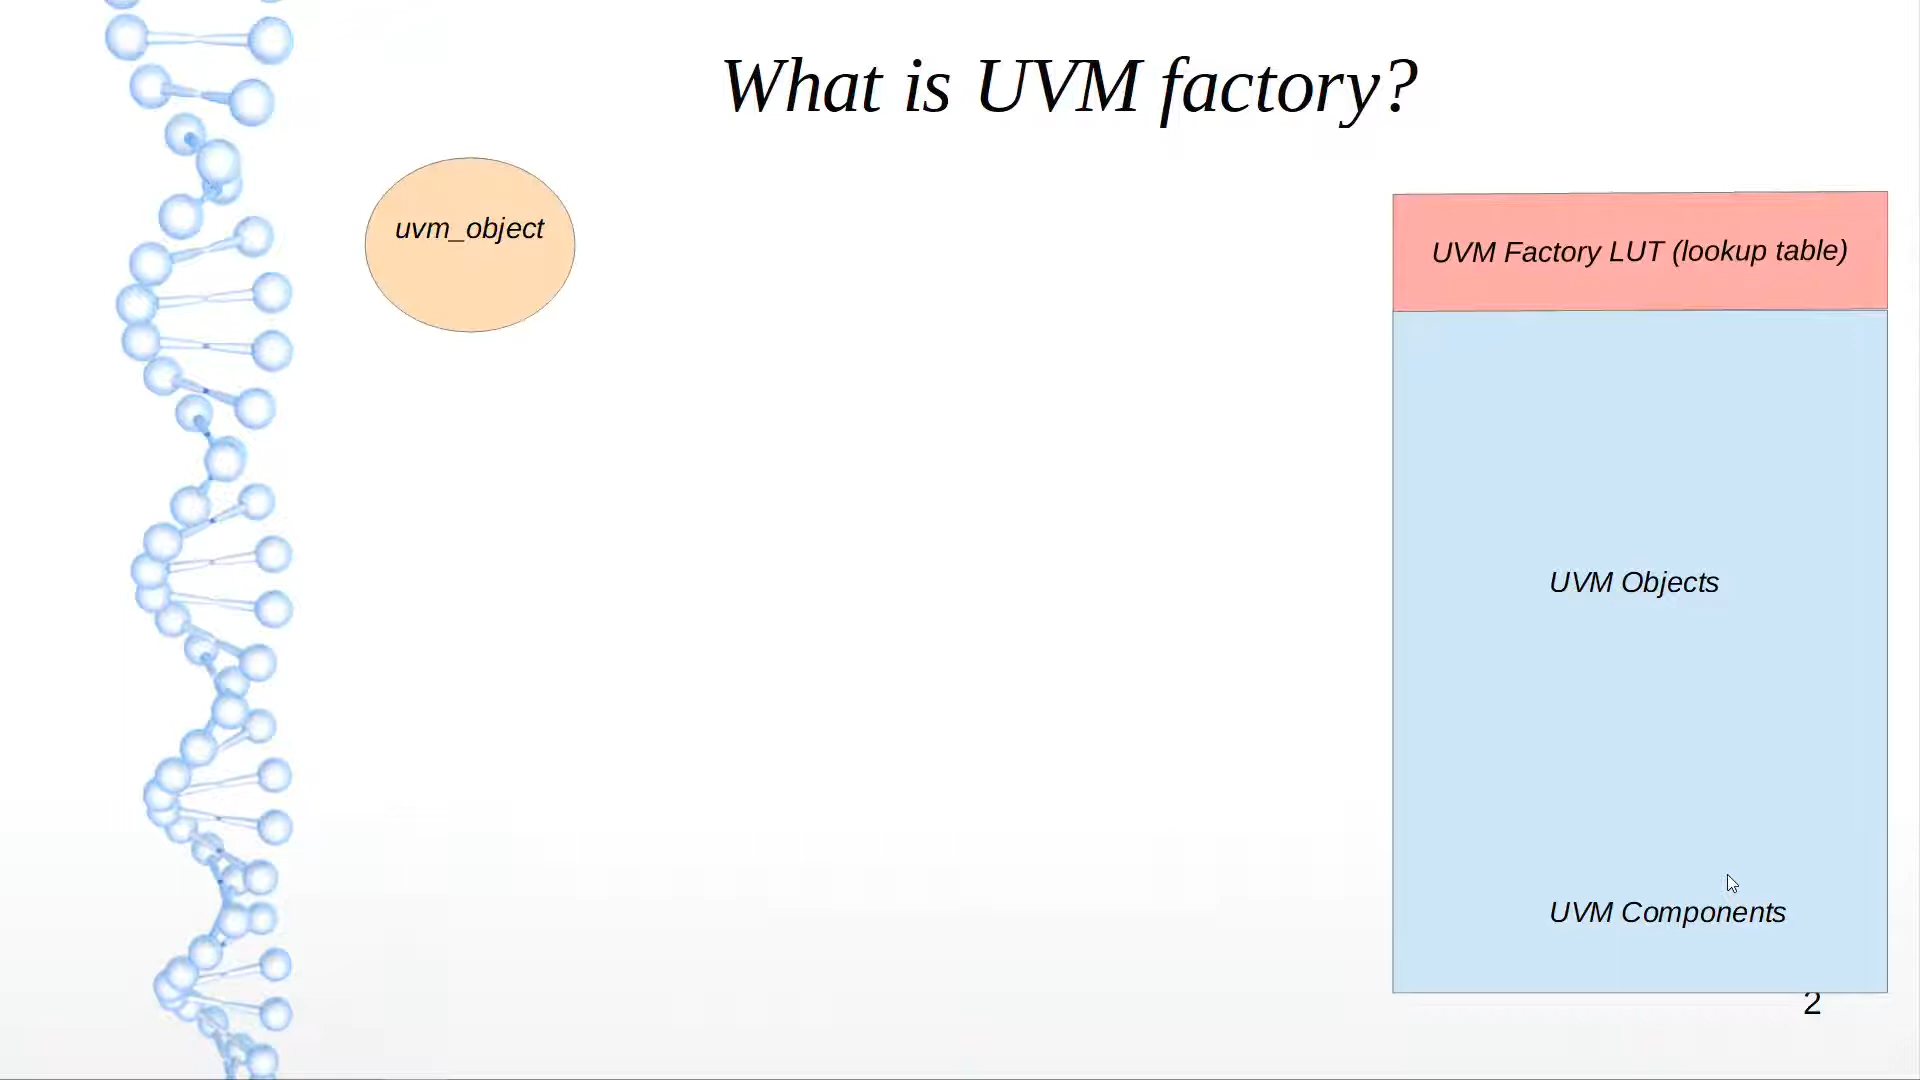 What is UVM factory?
uvm_object
UVM Factory LUT (lookup table)
UVM Objects
UVM Components
2